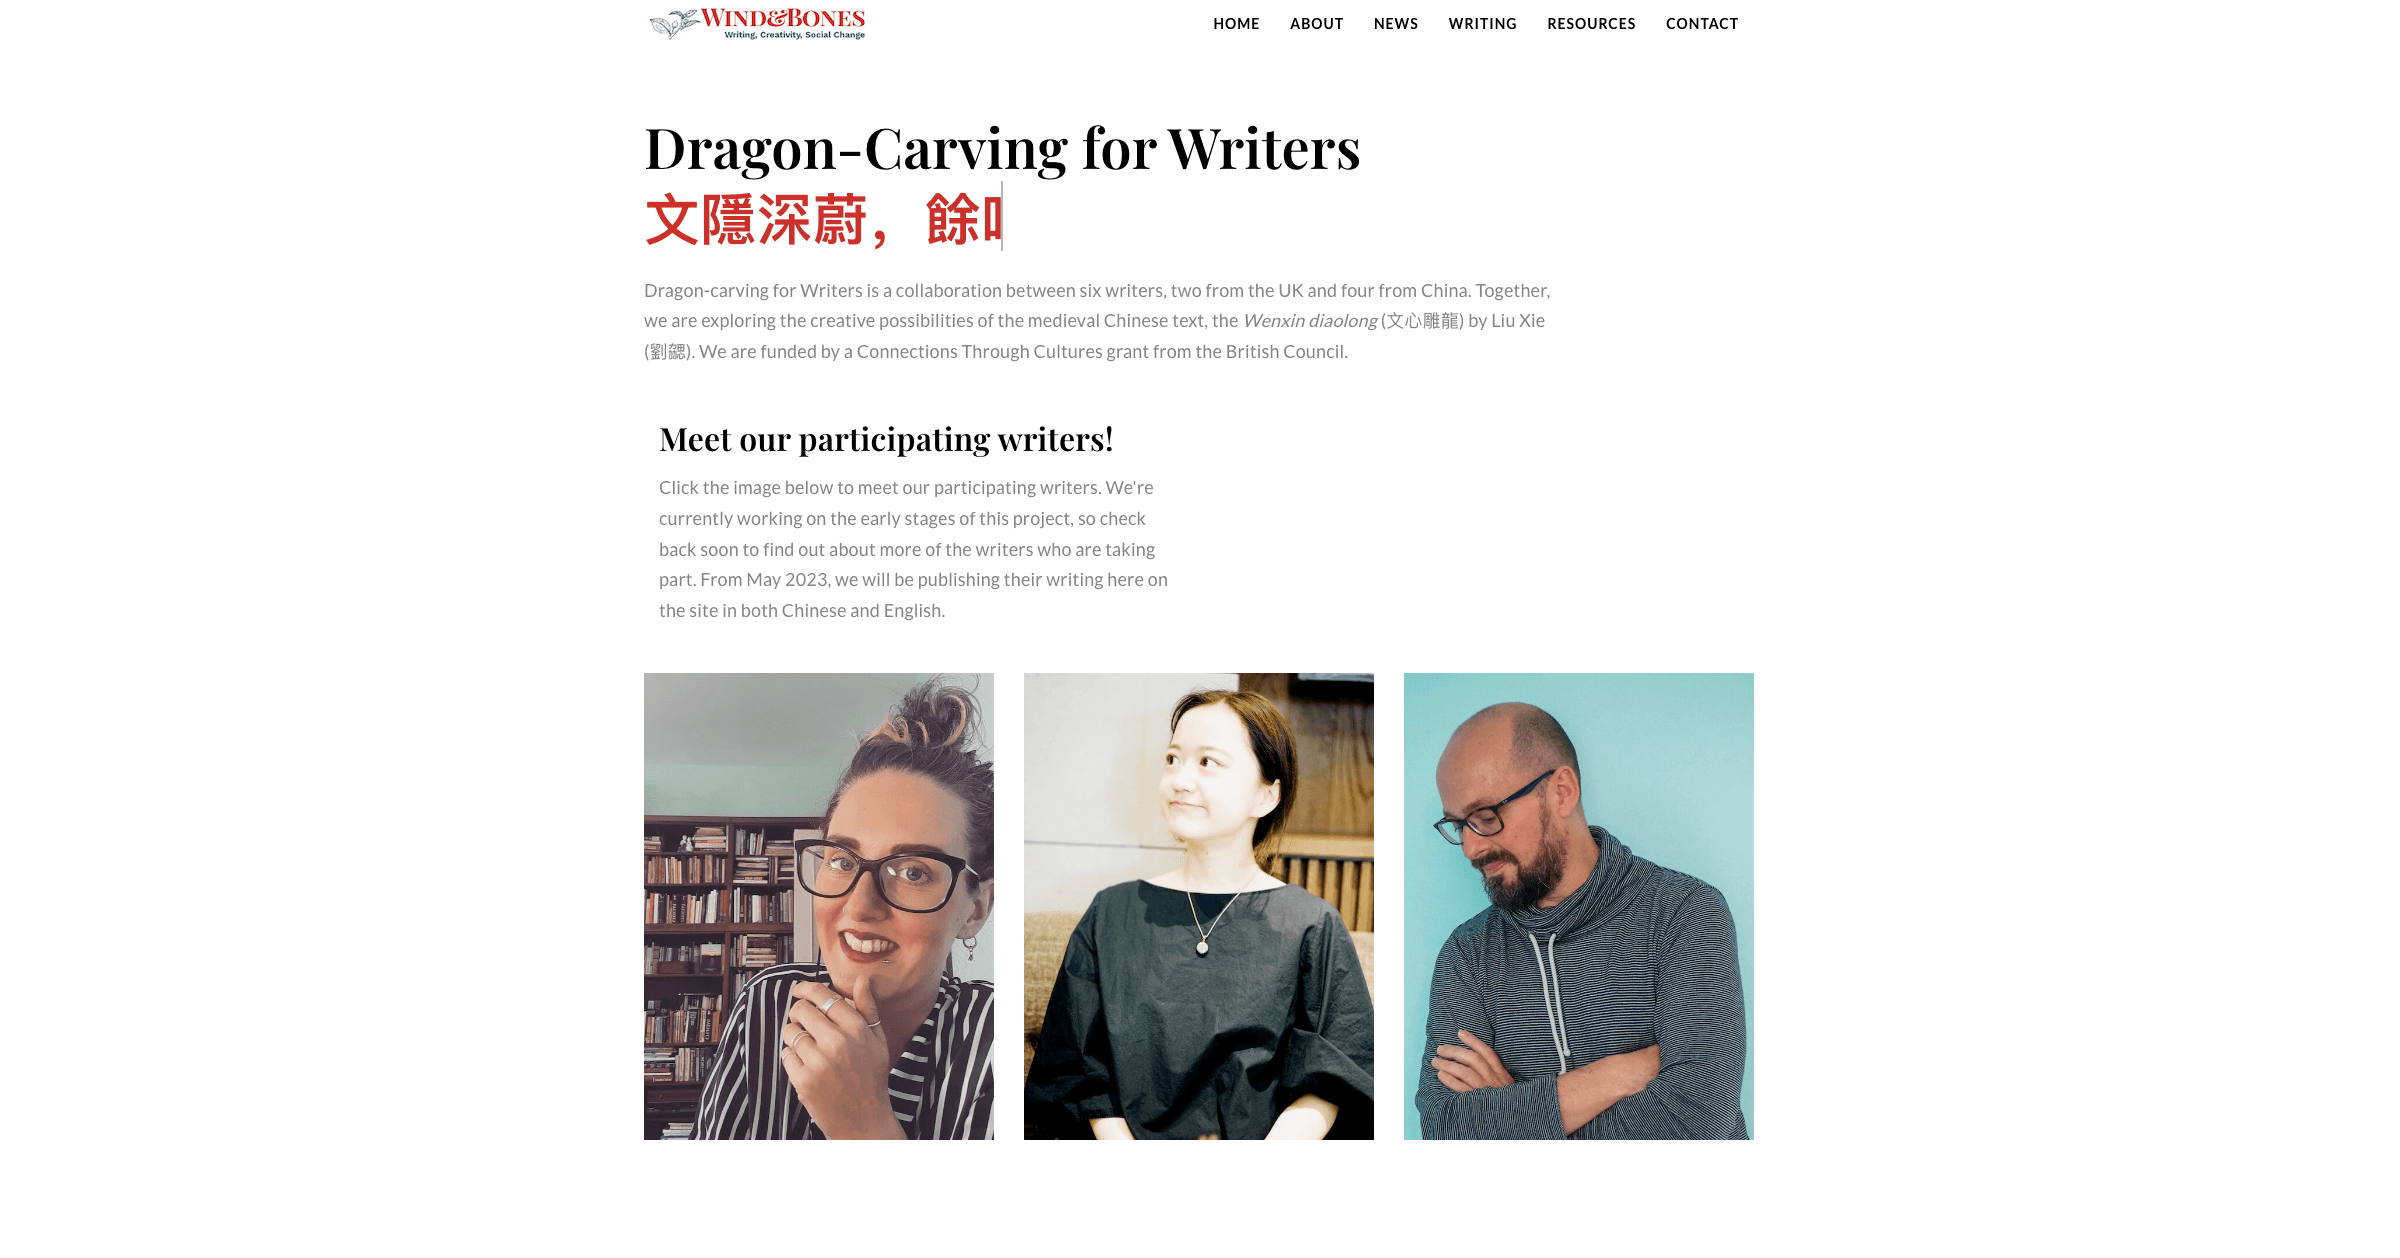 WIND&BONES
Writing, Creativity, Social Change
HOME ABOUT NEWS WRITING RESOURCES CONTACT
Dragon-Carving for Writers
文隱深蔚，餘
Dragon-carving for Writers is a collaboration between six writers, two from the UK and four from China. Together,
we are exploring the creative possibilities of the medieval Chinese text, the Wenxin diaolong (文心雕龍) by Liu Xie
(劉勰). We are funded by a Connections Through Cultures grant from the British Council.
Meet our participating writers!
Click the image below to meet our participating writers. We're
currently working on the early stages of this project, so check
back soon to find out about more of the writers who are taking
part. From May 2023, we will be publishing their writing here on
the site in both Chinese and English.